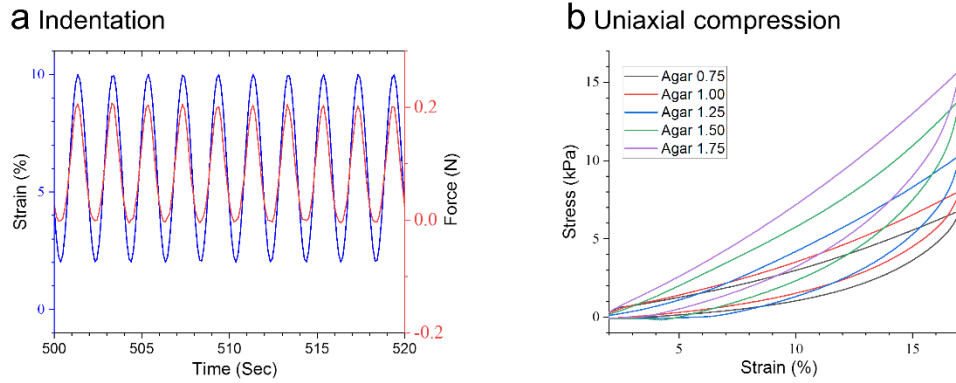 a Indentation
10
5
0
Strain (%)
0.2
0.0
-0.2
Force (N)
500
505
510
515
520
Time (Sec)
b Uniaxial compression
Agar 0.75
Agar 1.00
Agar 1.25
Agar 1.50
Agar 1.75
15
10
5
0
Stress (kPa)
5
10
15
Strain (%)